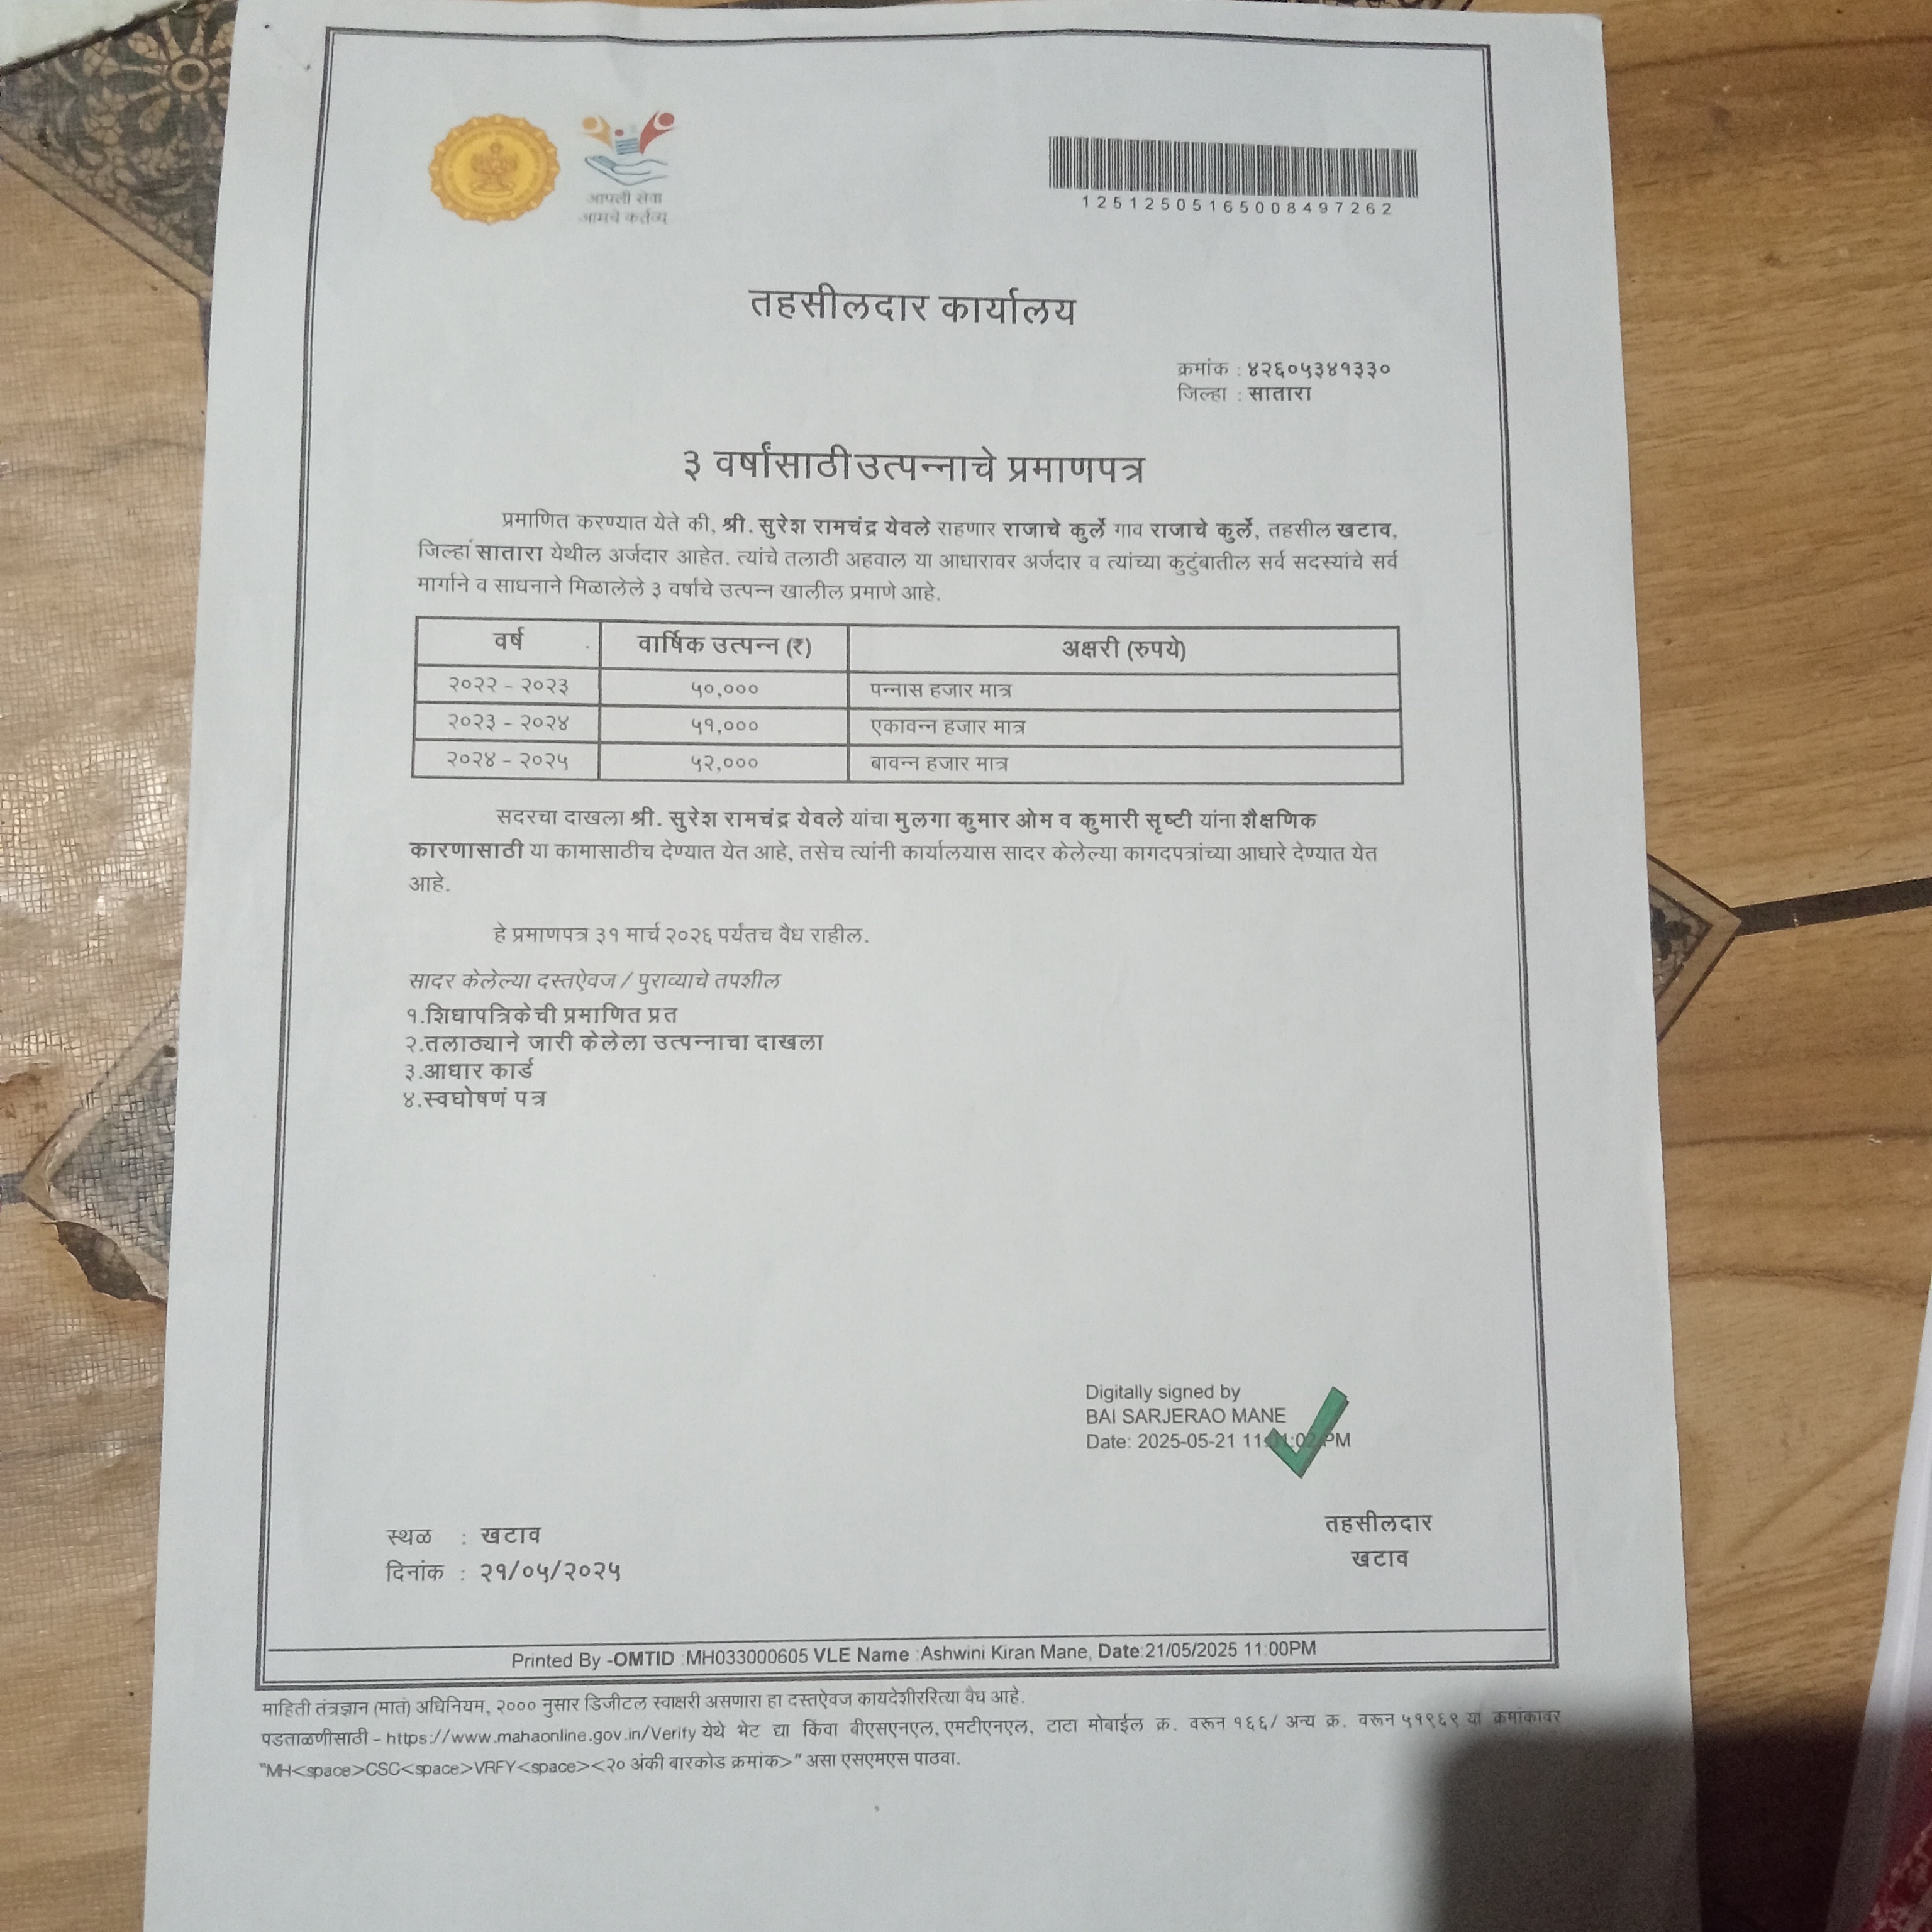 आपली सेवा
आमचे कर्तव्य
12512505165008497262
तहसीलदार कार्यालय
क्रमांक : ४२६०५३४१३३०
जिल्हा : सातारा
३ वर्षांसाठी उत्पन्नाचे प्रमाणपत्र
प्रमाणित करण्यात येते की, श्री. सुरेश रामचंद्र येवले राहणार राजाचे कुर्ले गाव राजाचे कुर्ले, तहसील खटाव,
जिल्हा सातारा येथील अर्जदार आहेत. त्यांचे तलाठी अहवाल या आधारावर अर्जदार व त्यांच्या कुटुंबातील सर्व सदस्यांचे सर्व
मार्गाने व साधनाने मिळालेले ३ वर्षांचे उत्पन्न खालील प्रमाणे आहे.
वर्ष वार्षिक उत्पन्न (₹) अक्षरी (रुपये)
२०२२ - २०२३ ५०,००० पन्नास हजार मात्र
२०२३ - २०२४ ५१,००० एकावन्न हजार मात्र
२०२४ - २०२५ ५२,००० बावन्न हजार मात्र
सदरचा दाखला श्री. सुरेश रामचंद्र येवले यांचा मुलगा कुमार ओम व कुमारी सृष्टी यांना शैक्षणिक
कारणासाठी या कामासाठीच देण्यात येत आहे, तसेच त्यांनी कार्यालयास सादर केलेल्या कागदपत्रांच्या आधारे देण्यात येत
आहे.
हे प्रमाणपत्र ३१ मार्च २०२६ पर्यंतच वैध राहील.
सादर केलेल्या दस्तऐवज / पुराव्याचे तपशील
१.शिधापत्रिकेची प्रमाणित प्रत
२.तलाठ्याने जारी केलेला उत्पन्नाचा दाखला
३.आधार कार्ड
४.स्वघोषणं पत्र
Digitally signed by
BAI SARJERAO MANE
Date: 2025-05-21 PM
तहसीलदार
खटाव
स्थळ : खटाव
दिनांक : २१/०५/२०२५
Printed By -OMTID :MH033000605 VLE Name :Ashwini Kiran Mane, Date:21/05/2025 11:00PM
माहिती तंत्रज्ञान (मातं) अधिनियम, २००० नुसार डिजीटल स्वाक्षरी असणारा हा दस्तऐवज कायदेशीररित्या वैध आहे.
पडताळणीसाठी - https://www.mahaonline.gov.in/Verify येथे भेट द्या किंवा बीएसएनएल, एमटीएनएल, टाटा मोबाईल क्र. वरून १६६/ अन्य क्र. वरून ५१९६९ या क्रमांकावर
"MH<space>CSC<space>VRFY<space><२० अंकी बारकोड क्रमांक>" असा एसएमएस पाठवा.